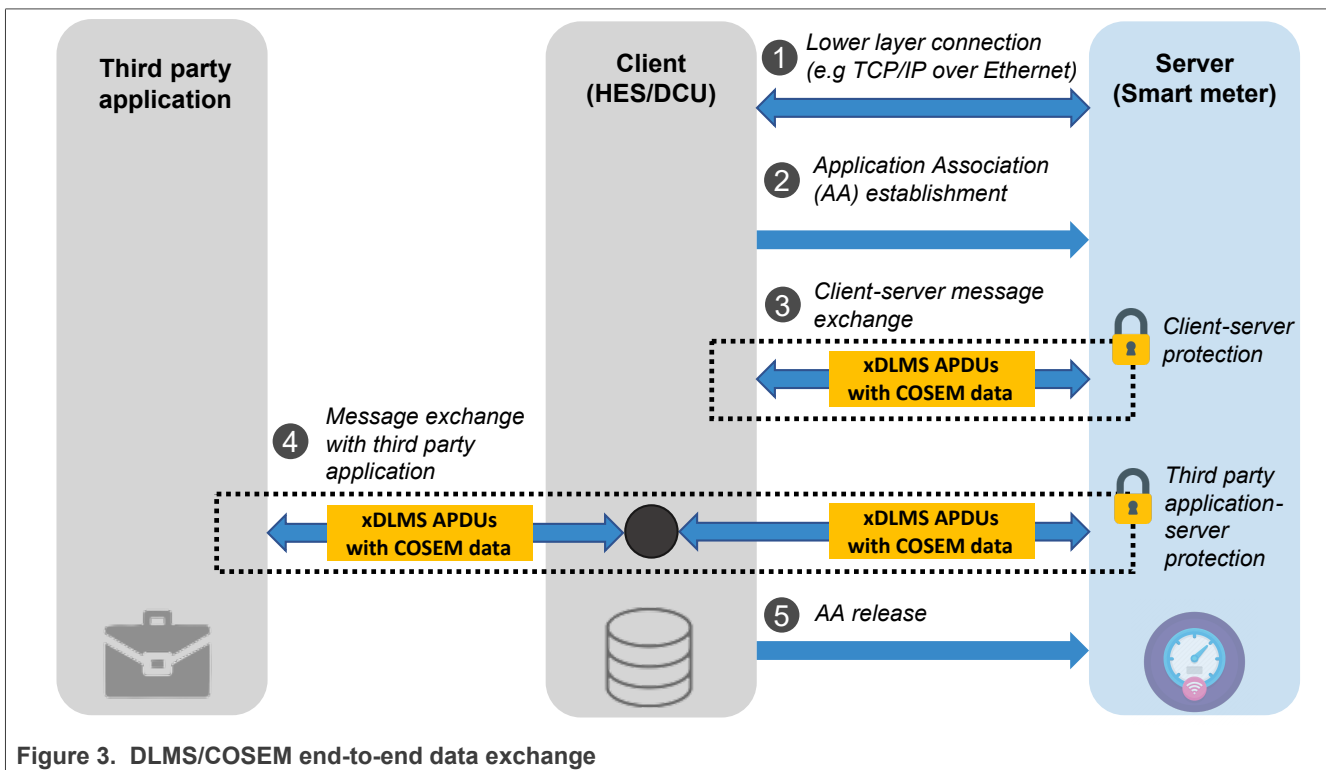 Third party
application
Client
(HES/DCU)
Server
(Smart meter)
1
Lower layer connection
(e.g TCP/IP over Ethernet)
2
Application Association
(AA) establishment
3
Client-server message
exchange
xDLMS APDUs
with COSEM data
Client-server
protection
4
Message exchange
with third party
application
xDLMS APDUs
with COSEM data
xDLMS APDUs
with COSEM data
Third party
application-
server
protection
5
AA release
Figure 3. DLMS/COSEM end-to-end data exchange